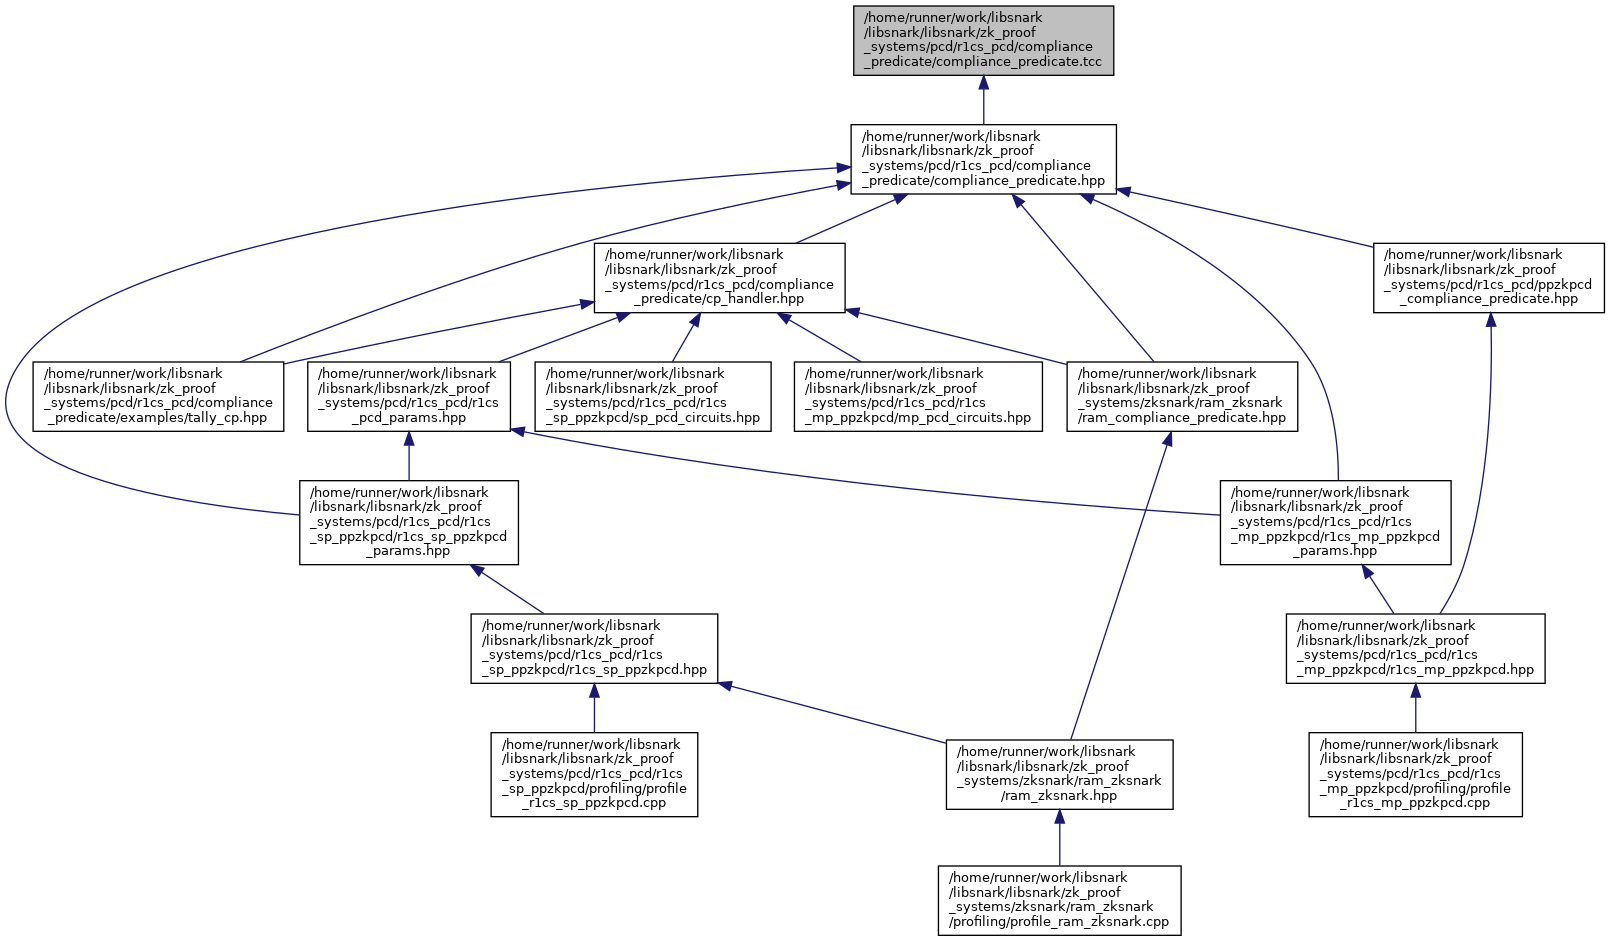 /home/runner/work/libsnark
/libsnark/libsnark/zk_proof
_systems/pcd/r1cs_pcd/compliance
_predicate/compliance_predicate.tcc
/home/runner/work/libsnark
/libsnark/libsnark/zk_proof
_systems/pcd/r1cs_pcd/compliance
_predicate/compliance_predicate.hpp
/home/runner/work/libsnark
/libsnark/libsnark/zk_proof
_systems/pcd/r1cs_pcd/compliance
_predicate/cp_handler.hpp
/home/runner/work/libsnark
/libsnark/libsnark/zk_proof
_systems/pcd/r1cs_pcd/ppzkpcd
_compliance_predicate.hpp
/home/runner/work/libsnark
/libsnark/libsnark/zk_proof
_systems/pcd/r1cs_pcd/compliance
_predicate/examples/tally_cp.hpp
/home/runner/work/libsnark
/libsnark/libsnark/zk_proof
_systems/pcd/r1cs_pcd/r1cs
_pcd_params.hpp
/home/runner/work/libsnark
/libsnark/libsnark/zk_proof
_systems/pcd/r1cs_pcd/r1cs
_sp_ppzkpcd/sp_pcd_circuits.hpp
/home/runner/work/libsnark
/libsnark/libsnark/zk_proof
_systems/pcd/r1cs_pcd/r1cs
_mp_ppzkpcd/mp_pcd_circuits.hpp
/home/runner/work/libsnark
/libsnark/libsnark/zk_proof
_systems/zksnark/ram_zksnark
/ram_compliance_predicate.hpp
/home/runner/work/libsnark
/libsnark/libsnark/zk_proof
_systems/pcd/r1cs_pcd/r1cs
_sp_ppzkpcd/r1cs_sp_ppzkpcd
_params.hpp
/home/runner/work/libsnark
/libsnark/libsnark/zk_proof
_systems/pcd/r1cs_pcd/r1cs
_mp_ppzkpcd/r1cs_mp_ppzkpcd
_params.hpp
/home/runner/work/libsnark
/libsnark/libsnark/zk_proof
_systems/pcd/r1cs_pcd/r1cs
_sp_ppzkpcd/r1cs_sp_ppzkpcd.hpp
/home/runner/work/libsnark
/libsnark/libsnark/zk_proof
_systems/pcd/r1cs_pcd/r1cs
_mp_ppzkpcd/r1cs_mp_ppzkpcd.hpp
/home/runner/work/libsnark
/libsnark/libsnark/zk_proof
_systems/pcd/r1cs_pcd/r1cs
_sp_ppzkpcd/profiling/profile
_r1cs_sp_ppzkpcd.cpp
/home/runner/work/libsnark
/libsnark/libsnark/zk_proof
_systems/zksnark/ram_zksnark
/ram_zksnark.hpp
/home/runner/work/libsnark
/libsnark/libsnark/zk_proof
_systems/pcd/r1cs_pcd/r1cs
_mp_ppzkpcd/profiling/profile
_r1cs_mp_ppzkpcd.cpp
/home/runner/work/libsnark
/libsnark/libsnark/zk_proof
_systems/zksnark/ram_zksnark
/profiling/profile_ram_zksnark.cpp